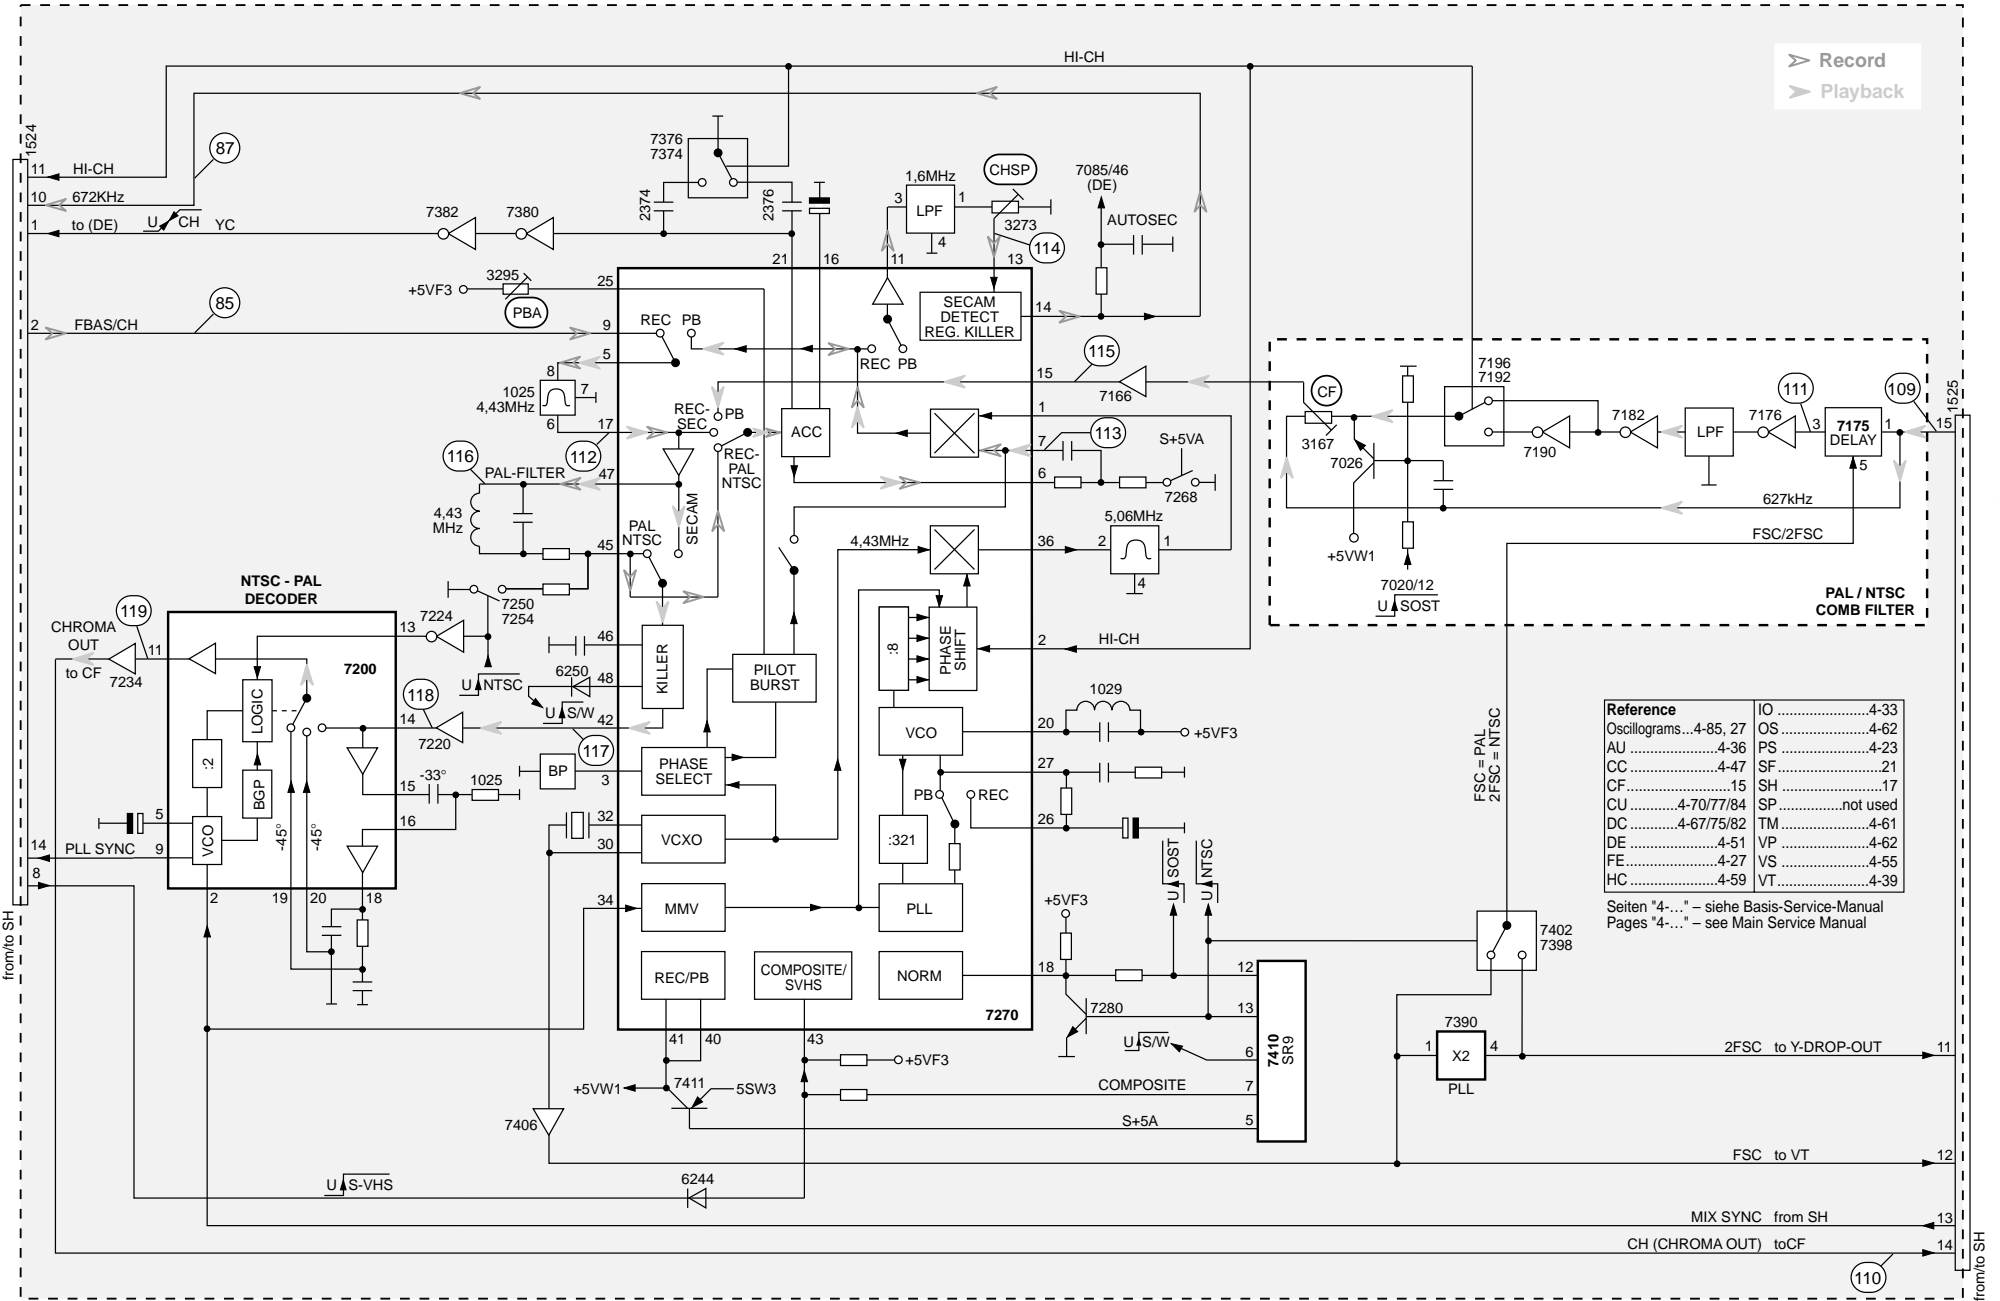 HI-CH
Record
Playback
1524
87
11 HI-CH
10 672KHz
1 to (DE) U CH YC
7382
7380
7376
7374
2374
2376
1,6MHz
3 LPF 1
4
CHSP
3273
114
7085/46
(DE)
AUTOSEC
21 16 11 13
+5VF3
3295
PBA
25
85
2 FBAS/CH
9
REC PB
SECAM
DETECT
REG. KILLER
14
REC PB
5
8
7
1025
4,43MHz
6
17
112
REC-
SEC
PB
REC-
PAL
NTSC
ACC
15
115
7166
1
7
113
6
S+5VA
7268
116
PAL-FILTER
47
4,43
MHz
SECAM
PAL
NTSC
45
7250
7254
4,43MHz
36
5,06MHz
2 1
4
CF
3167
7026
+5VW1
7020/12
U SOST
7196
7192
7190
7182
LPF
7176
111
3
7175
DELAY
1
5
109
15
1525
627kHz
FSC/2FSC
PAL / NTSC
COMB FILTER
NTSC - PAL
DECODER
119
CHROMA
OUT
to CF
11
7234
13
7224
7200
U NTSC
LOGIC
14
118
7220
:2
BGP
VCO
5
-45°
-45°
15
-33°
1025
16
14 PLL SYNC 9
8
2 19 20 18
from/to SH
46
6250
48
U S/W
42
117
KILLER
PILOT
BURST
:8
PHASE
SHIFT
2 HI-CH
BP
3
PHASE
SELECT
VCO
20
1029
+5VF3
27
PB REC
26
32
30
VCXO
:321
34
MMV
PLL
REC/PB
COMPOSITE/
SVHS
NORM
18
7270
41 40 43
+5VF3
U SOST
U NTSC
12
7280
13
U S/W
6
7410
SR9
+5VF3
+5VW1
7411
5SW3
COMPOSITE
7
S+5A
5
7406
U S-VHS
6244
FSC = PAL
2FSC = NTSC
7402
7398
7390
1 X2 4
PLL
Reference
Oscillograms...4-85, 27
AU ....................4-36
CC ....................4-47
CF ....................15
CU ..........4-70/77/84
DC ..........4-67/75/82
DE ....................4-51
FE ....................4-27
HC ....................4-59
IO ....................4-33
OS ....................4-62
PS ....................4-23
SF ....................21
SH ....................17
SP ..............not used
TM ....................4-61
VP ....................4-62
VS ....................4-55
VT ....................4-39
Seiten "4-…" – siehe Basis-Service-Manual
Pages "4-…" – see Main Service Manual
2FSC to Y-DROP-OUT 11
FSC to VT 12
MIX SYNC from SH 13
CH (CHROMA OUT) toCF 14
110
from/to SH